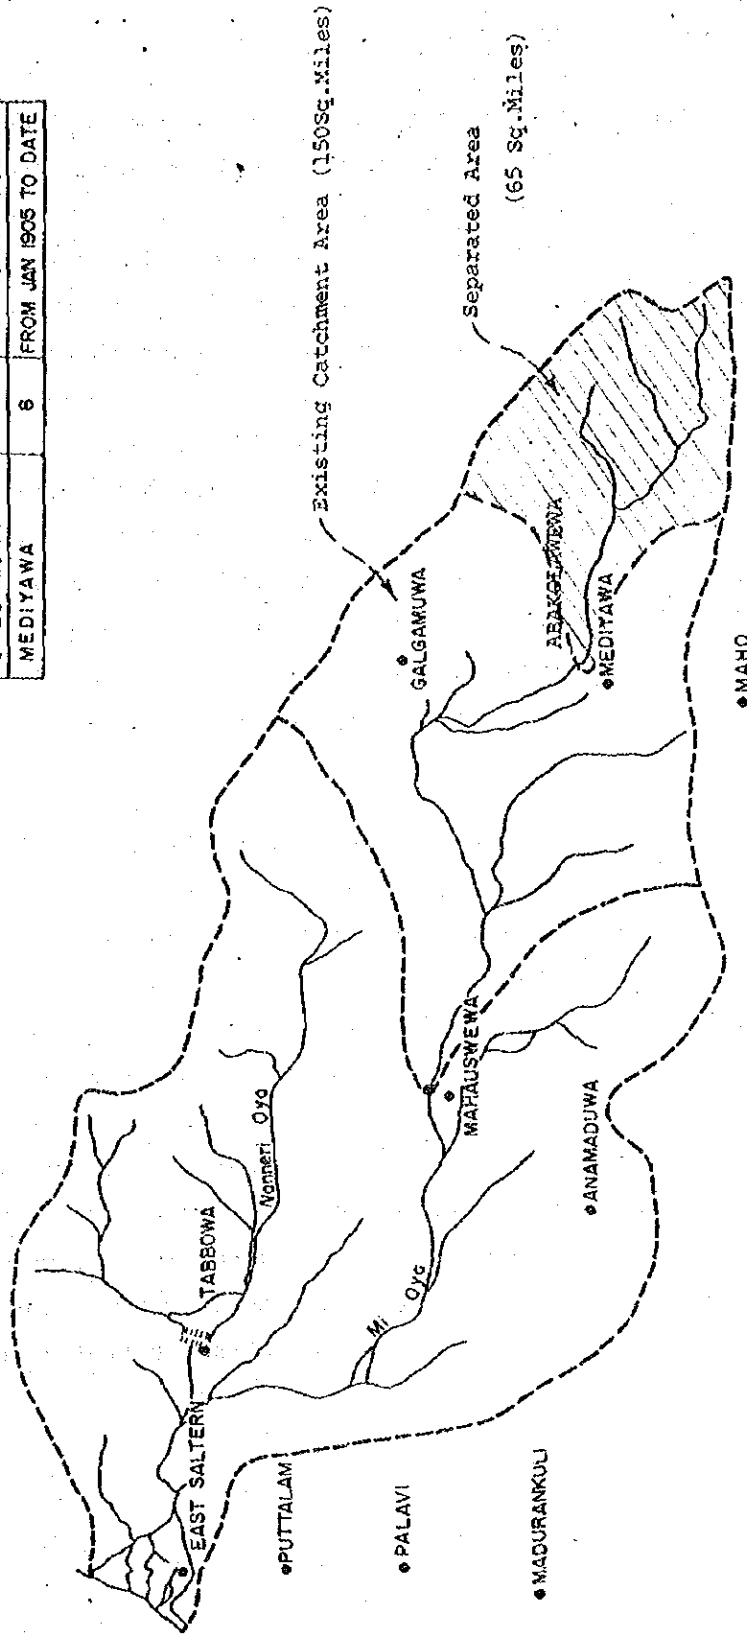 MEDIYAWA 6 FROM JAN 1905 TO DATE
Existing Catchment Area (150Sq.Miles)
Separated Area
(65 Sq.Miles)
GALGAMUWA
MEDIYAWA
MAHO
TABBOWA
Nanneri Oya
MAHAUSWEWA
ANAMADUWA
Mi Oya
EAST SALTERN
PUTTALAM
PALAVI
MADURANKULI